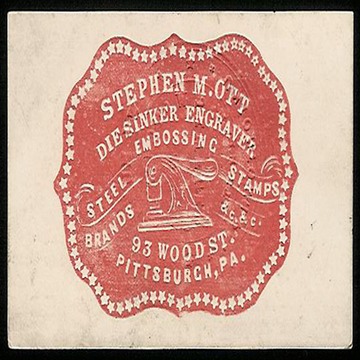 STEPHEN M. OTT
DIE-SINKER ENGRAVER
EMBOSSING
STEEL STAMPS
BRANDS &c.&c.
93 WOOD ST.
PITTSBURGH, PA.